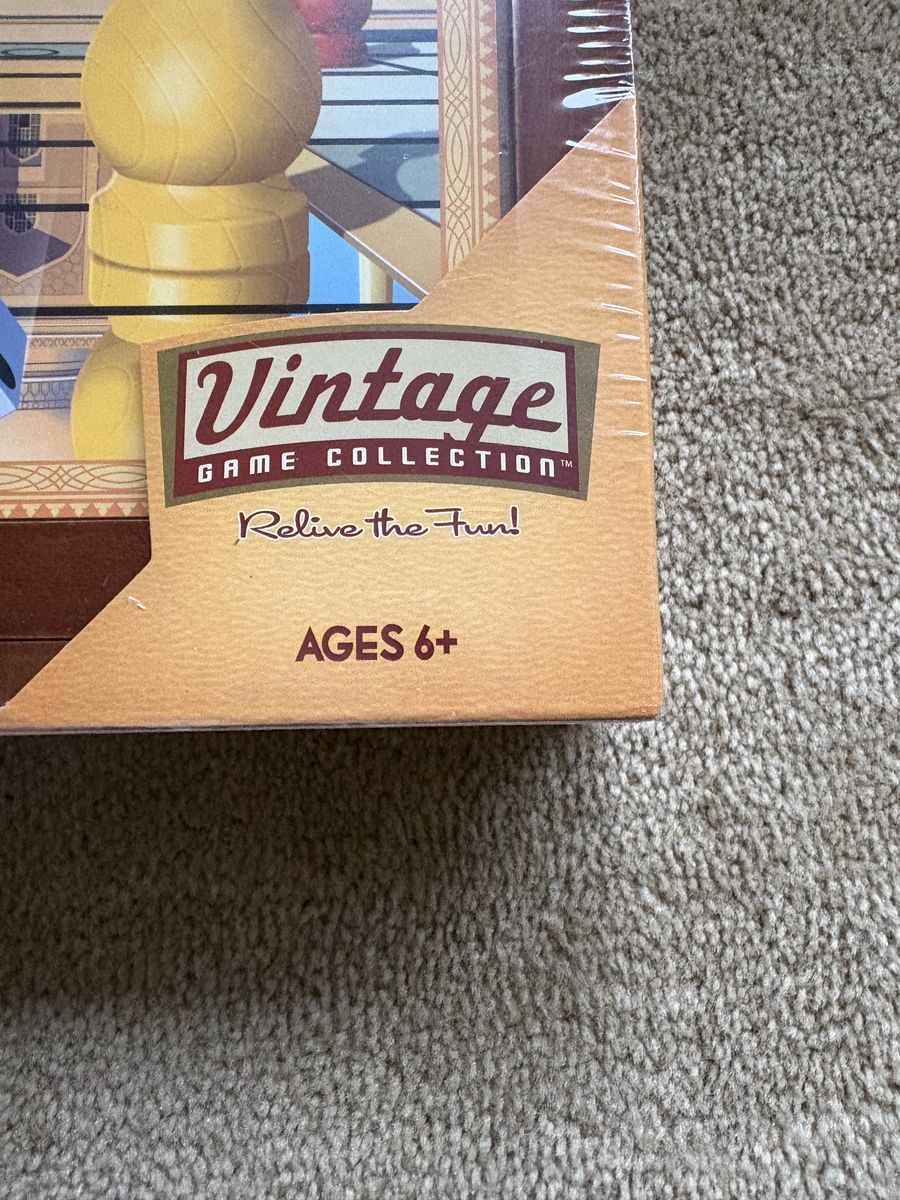 Vintage
GAME COLLECTION™
Relive the Fun!
AGES 6+